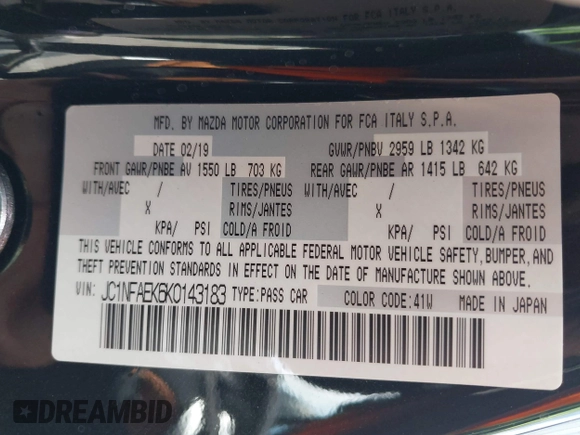 MFD. BY MAZDA MOTOR CORPORATION FOR FCA ITALY S.P.A.
DATE 02/19 GVWR/PNBV 2959 LB 1342 KG
FRONT GAWR/PNBE AV 1550 LB 703 KG REAR GAWR/PNBE AR 1415 LB 642 KG
WITH/AVEC / TIRES/PNEUS WITH/AVEC / TIRES/PNEUS
X RIMS/JANTES X RIMS/JANTES
KPA/ PSI COLD/A FROID KPA/ PSI COLD/A FROID
THIS VEHICLE CONFORMS TO ALL APPLICABLE FEDERAL MOTOR VEHICLE SAFETY, BUMPER, AND
THEFT PREVENTION STANDARDS IN EFFECT ON THE DATE OF MANUFACTURE SHOWN ABOVE.
VIN: JC1NFAEK6K0143183 TYPE:PASS CAR COLOR CODE:41W MADE IN JAPAN
DREAMBID